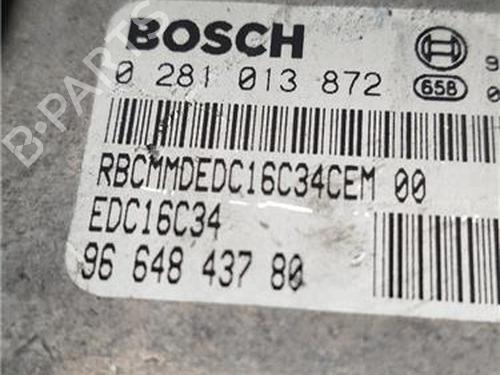 BOSCH
0 281 013 872
658
RBCMMDEDC16C34CEM 00
EDC16C34
96 648 437 80
B-PARTS